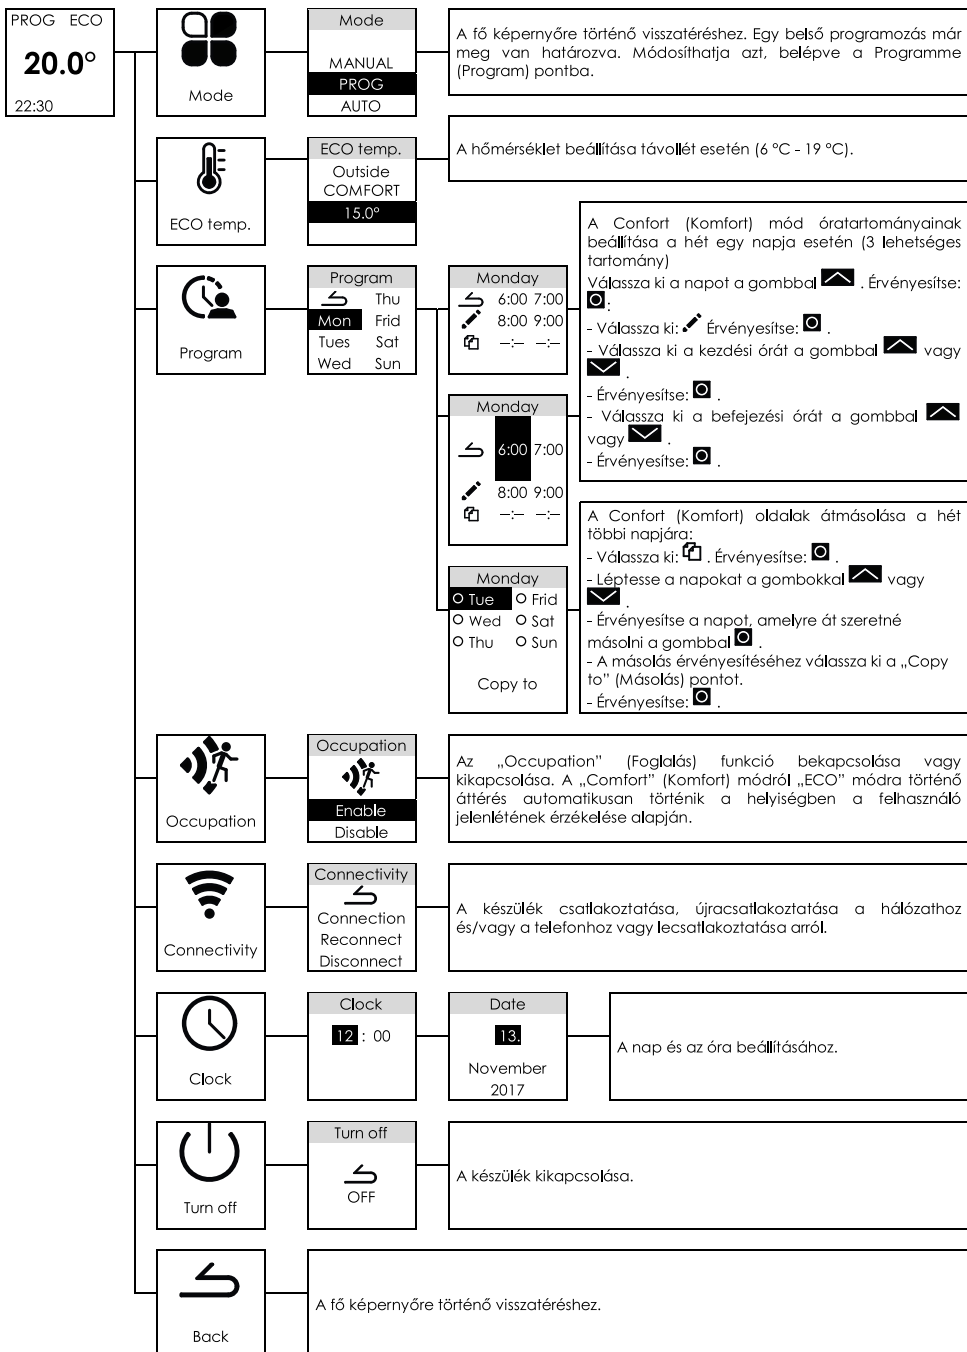 PROG ECO
20.0°
22:30
Mode
Mode
MANUAL
PROG
AUTO
A fő képernyőre történő visszatéréshez. Egy belső programozás már
meg van határozva. Módosíthatja azt, belépve a Programme
(Program) pontba.
ECO temp.
ECO temp.
Outside
COMFORT
15.0°
A hőmérséklet beállítása távollét esetén (6 °C - 19 °C).
Program
Program
Thu
Mon Frid
Tues Sat
Wed Sun
Monday
6:00 7:00
8:00 9:00
–:– –:–
Monday
6:00 7:00
8:00 9:00
–:– –:–
A Confort (Komfort) mód óratartományainak
beállítása a hét egy napja esetén (3 lehetséges
tartomány)
Válassza ki a napot a gombbal . Érvényesítse:
:
- Válassza ki: Érvényesítse: .
- Válassza ki a kezdési órát a gombbal vagy
.
- Érvényesítse: .
- Válassza ki a befejezési órát a gombbal
vagy .
- Érvényesítse: .
Monday
Tue Frid
Wed Sat
Thu Sun
Copy to
A Confort (Komfort) oldalak átmásolása a hét
többi napjára:
- Válassza ki: . Érvényesítse: .
- Léptesse a napokat a gombokkal vagy
.
- Érvényesítse a napot, amelyre át szeretné
másolni a gombbal .
- A másolás érvényesítéséhez válassza ki a „Copy
to” (Másolás) pontot.
- Érvényesítse: .
Occupation
Occupation
Enable
Disable
Az „Occupation” (Foglalás) funkció bekapcsolása vagy
kikapcsolása. A „Comfort” (Komfort) módról „ECO” módra történő
áttérés automatikusan történik a helyiségben a felhasználó
jelenlétének érzékelése alapján.
Connectivity
Connectivity
Connection
Reconnect
Disconnect
A készülék csatlakoztatása, újracsatlakoztatása a hálózathoz
és/vagy a telefonhoz vagy lecsatlakoztatása arról.
Clock
Clock
12 : 00
Date
13.
November
2017
A nap és az óra beállításához.
Turn off
Turn off
OFF
A készülék kikapcsolása.
Back
A fő képernyőre történő visszatéréshez.